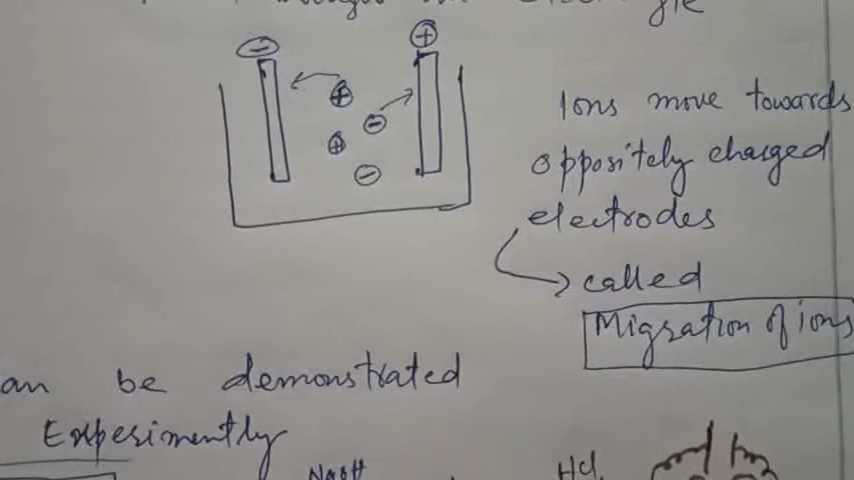 ⊖
⊕
⊕
⊖
⊕
⊖
Ions move towards
oppositely charged
electrodes
called
Migration of ions
an be demonstrated
Experimently
NaOH
HCl